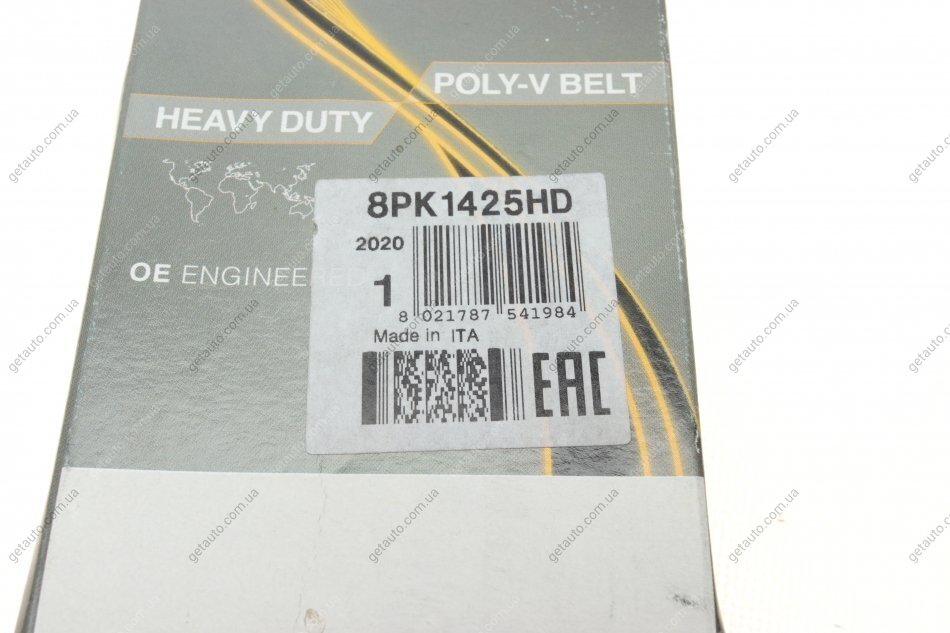 POLY-V BELT
HEAVY DUTY
8PK1425HD
2020
OE ENGINEERED
1
8 021787 541984
Made in ITA
EAC
getauto.com.ua